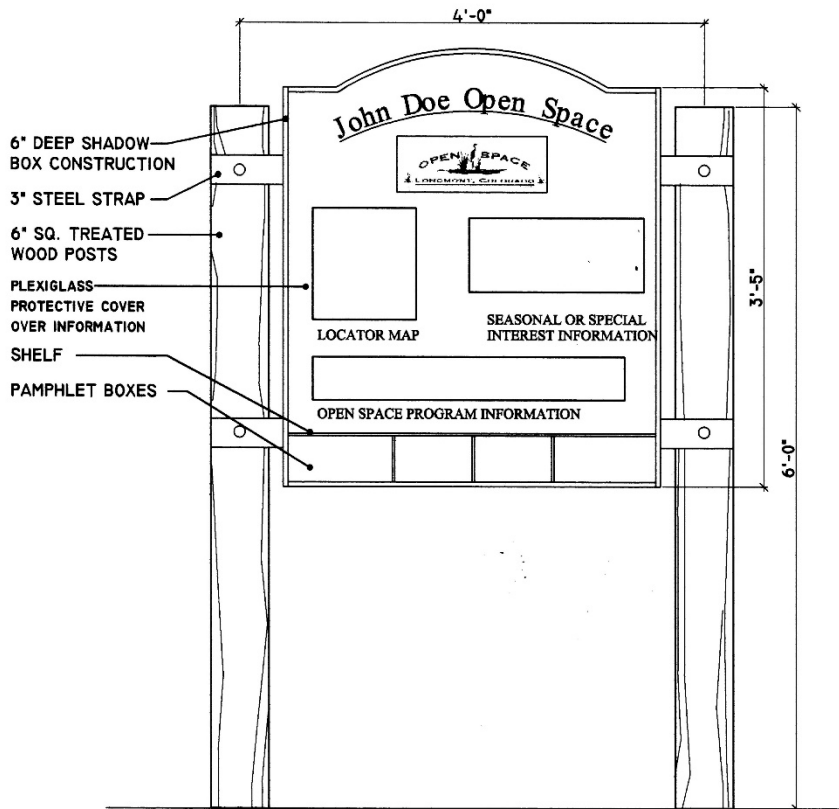 4'-0"
John Doe Open Space
OPEN SPACE
LONGMONT, COLORADO
6" DEEP SHADOW
BOX CONSTRUCTION
3" STEEL STRAP
6" SQ. TREATED
WOOD POSTS
PLEXIGLASS
PROTECTIVE COVER
OVER INFORMATION
SHELF
PAMPHLET BOXES
LOCATOR MAP
SEASONAL OR SPECIAL
INTEREST INFORMATION
OPEN SPACE PROGRAM INFORMATION
3'-5"
6'-0"